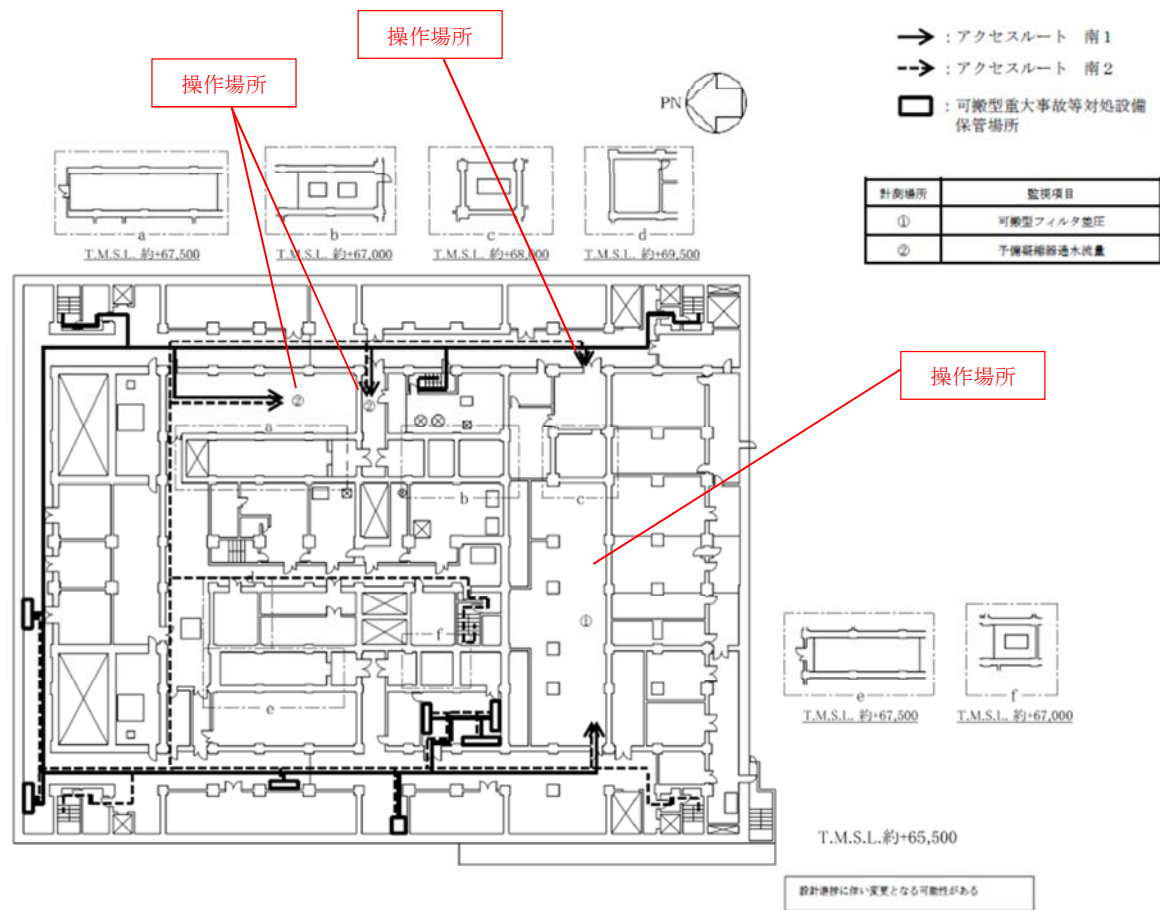 操作場所
操作場所
→ : アクセスルート 南1
: アクセスルート 南2
: 可搬型重大事故等対処設備
保管場所
PN
計測場所 監視項目
① 可搬型フィルタ差圧
② 予備凝縮器通水流量
a
b
c
d
T.M.S.L. 約+67,500
T.M.S.L. 約+67,000
T.M.S.L. 約+68,000
T.M.S.L. 約+69,500
操作場所
②
②
a
b
c
d
①
f
e
e
f
T.M.S.L. 約+67,500
T.M.S.L. 約+67,000
T.M.S.L.約+65,500
設計進捗に伴い変更となる可能性がある